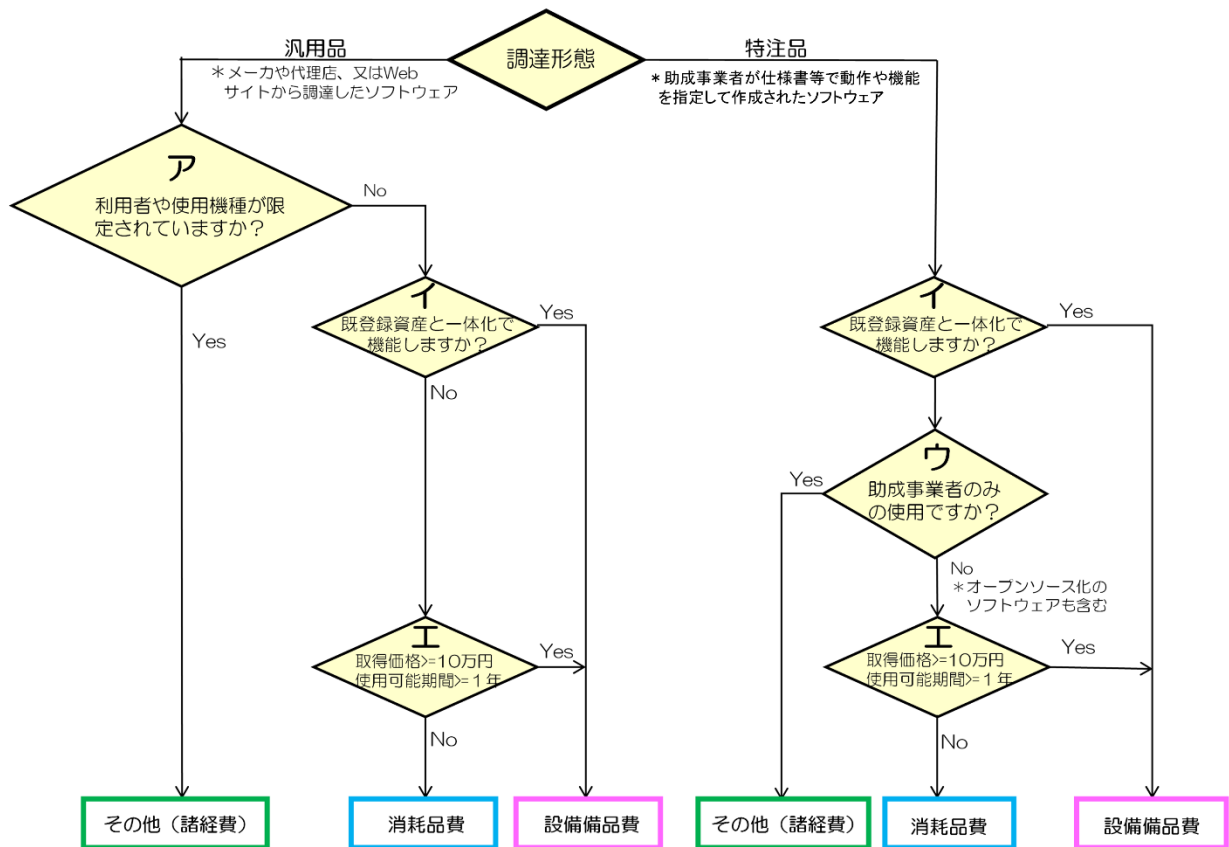 調達形態
汎用品
＊メーカや代理店、又はWeb
サイトから調達したソフトウェア
特注品
＊助成事業者が仕様書等で動作や機能
を指定して作成されたソフトウェア
ア
利用者や使用機種が限
定されていますか？
No
Yes
イ
既登録資産と一体化で
機能しますか？
Yes
No
エ
取得価格>=10万円
使用可能期間>=１年
Yes
No
イ
既登録資産と一体化で
機能しますか？
Yes
ウ
助成事業者のみ
の使用ですか？
Yes
No
＊オープンソース化の
ソフトウェアも含む
エ
取得価格>=10万円
使用可能期間>=１年
Yes
No
その他（諸経費）
消耗品費
設備備品費
その他（諸経費）
消耗品費
設備備品費